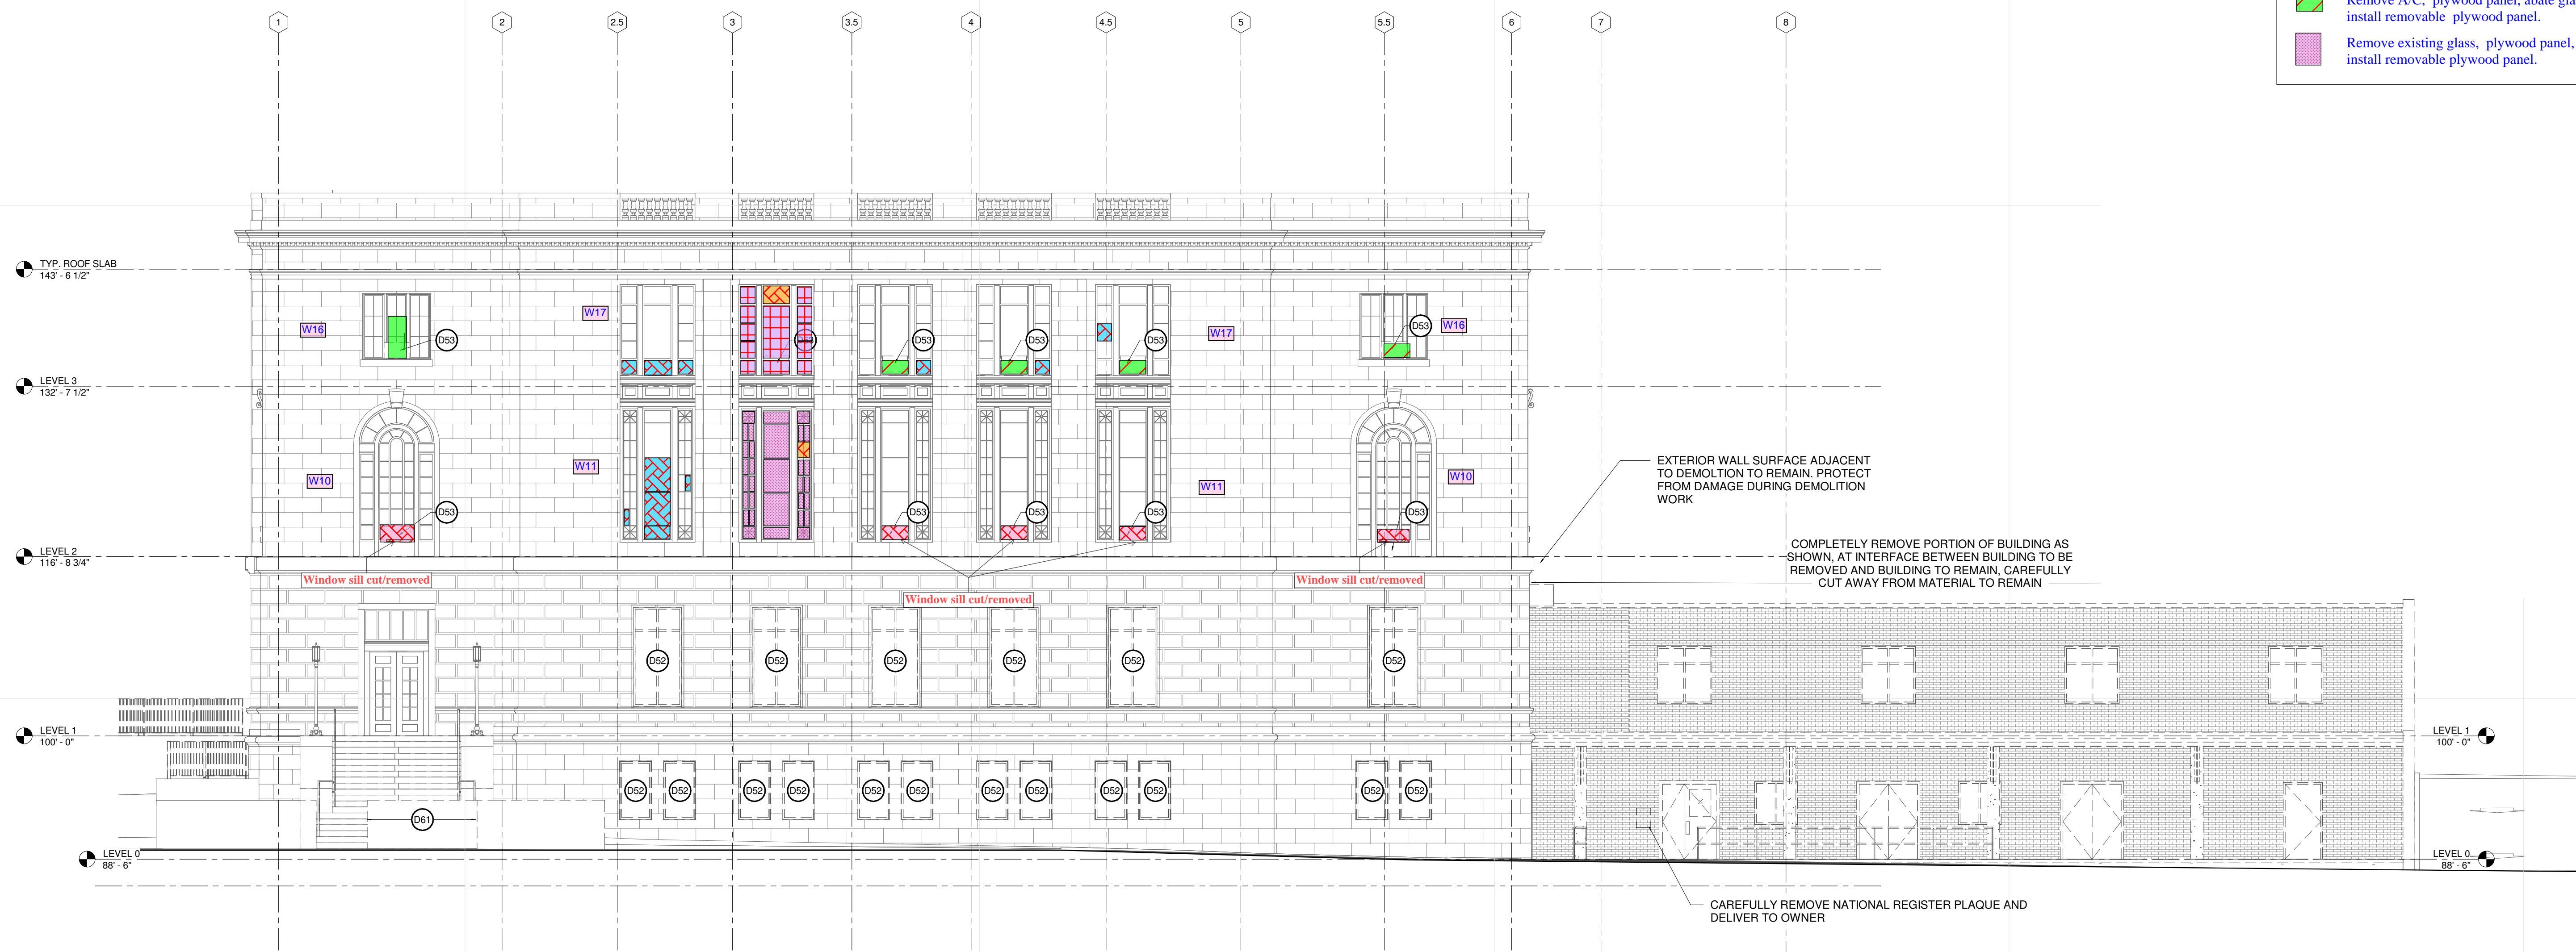 1
2
2.5
3
3.5
4
4.5
5
5.5
6
7
8
Remove A/C, plywood panel, abate
install removable plywood panel.
Remove existing glass, plywood panel,
install removable plywood panel.
TYP. ROOF SLAB
143' - 6 1/2"
W16
D53
W17
D53
D53
D53
W17
D53
W16
LEVEL 3
132' - 7 1/2"
W10
D53
W11
D53
D53
D53
W11
D53
W10
EXTERIOR WALL SURFACE ADJACENT
TO DEMOLTION TO REMAIN. PROTECT
FROM DAMAGE DURING DEMOLITION
WORK
LEVEL 2
116' - 8 3/4"
Window sill cut/removed
Window sill cut/removed
Window sill cut/removed
COMPLETELY REMOVE PORTION OF BUILDING AS
SHOWN, AT INTERFACE BETWEEN BUILDING TO BE
REMOVED AND BUILDING TO REMAIN, CAREFULLY
CUT AWAY FROM MATERIAL TO REMAIN
D52
D52
D52
D52
D52
D52
LEVEL 1
100' - 0"
LEVEL 1
100' - 0"
D52
D52
D52
D52
D52
D52
D52
D52
D52
D52
D52
D52
D61
LEVEL 0
88' - 6"
LEVEL 0
88' - 6"
CAREFULLY REMOVE NATIONAL REGISTER PLAQUE AND
DELIVER TO OWNER